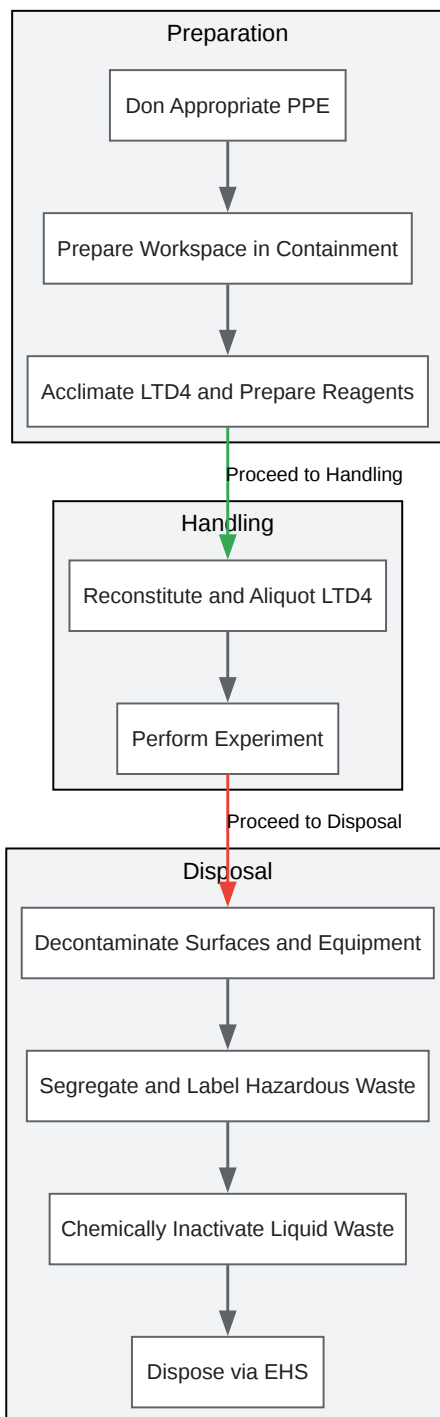 Preparation
Don Appropriate PPE
Prepare Workspace in Containment
Acclimate LTD4 and Prepare Reagents
Proceed to Handling
Handling
Reconstitute and Aliquot LTD4
Perform Experiment
Proceed to Disposal
Disposal
Decontaminate Surfaces and Equipment
Segregate and Label Hazardous Waste
Chemically Inactivate Liquid Waste
Dispose via EHS